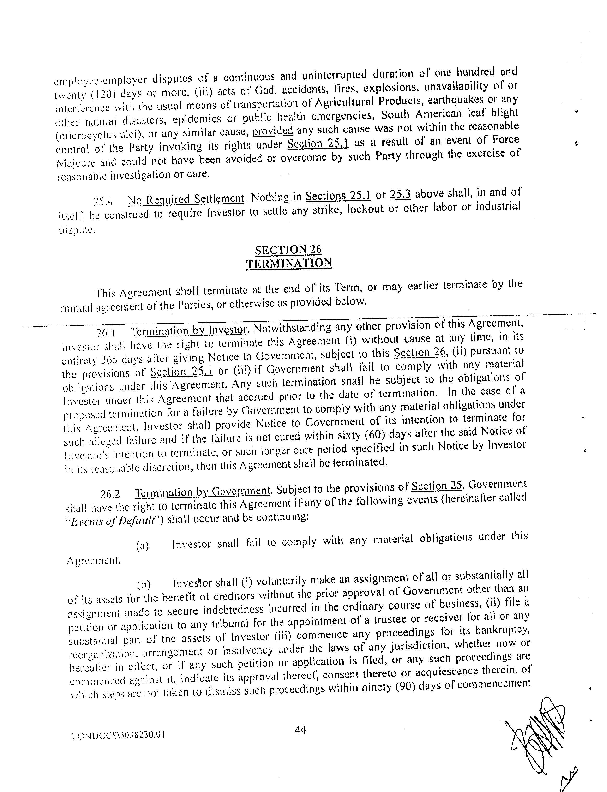 employee-employer disputes of a continuous and uninterrupted duration of one hundred and
twenty (120) days or more, (iii) acts of God, accidents, fires, explosions, unavailability of or
interference with the usual means of transportation of Agricultural Products, earthquakes or any
other natural disasters, epidemics or public health emergencies, South American leaf blight
or any similar cause, provided any such cause was not within the reasonable
control of the Party invoking its rights under Section 25.1 as a result of an event of Force
Majeure and could not have been avoided or overcome by such Party through the exercise of
reasonable investigation or care.
No Required Settlement. Nothing in Sections 25.1 or 25.3 above shall, in and of
itself be construed to require Investor to settle any strike, lockout or other labor or industrial
dispute.
SECTION 26
TERMINATION
This Agreement shall terminate at the end of its Term, or may earlier terminate by the
mutual agreement of the Parties, or otherwise as provided below.
26.1 Termination by Investor. Notwithstanding any other provision of this Agreement,
Investor shall have the right to terminate this Agreement (i) without cause at any time, in its
entirety 365 days after giving Notice to Government, subject to this Section 26, (ii) pursuant to
the provisions of Section 25.1 or (iii) if Government shall fail to comply with any material
obligations under this Agreement. Any such termination shall be subject to the obligations of
Investor under this Agreement that accrued prior to the date of termination. In the case of a
proposed termination for a failure by Government to comply with any material obligations under
this Agreement, Investor shall provide Notice to Government of its intention to terminate for
such alleged failure and if the failure is not cured within sixty (60) days after the said Notice of
Investor's intention to terminate, or such longer cure period specified in such Notice by Investor
in its reasonable discretion, then this Agreement shall be terminated.
26.2 Termination by Government. Subject to the provisions of Section 25, Government
shall have the right to terminate this Agreement if any of the following events (hereinafter called
"Events of Default") shall occur and be continuing:
(a) Investor shall fail to comply with any material obligations under this
Agreement.
(b) Investor shall (i) voluntarily make an assignment of all or substantially all
of its assets for the benefit of creditors without the prior approval of Government other than an
assignment made to secure indebtedness incurred in the ordinary course of business, (ii) file a
petition or application to any tribunal for the appointment of a trustee or receiver for all or any
substantial part of the assets of Investor (iii) commence any proceedings for its bankruptcy,
reorganization, arrangement or insolvency under the laws of any jurisdiction, whether now or
hereafter in effect, or if any such petition or application is filed, or any such proceedings are
commenced against it, indicate its approval thereof, consent thereto or acquiescence therein, or
which steps are not taken to dismiss such proceedings within ninety (90) days of commencement
44